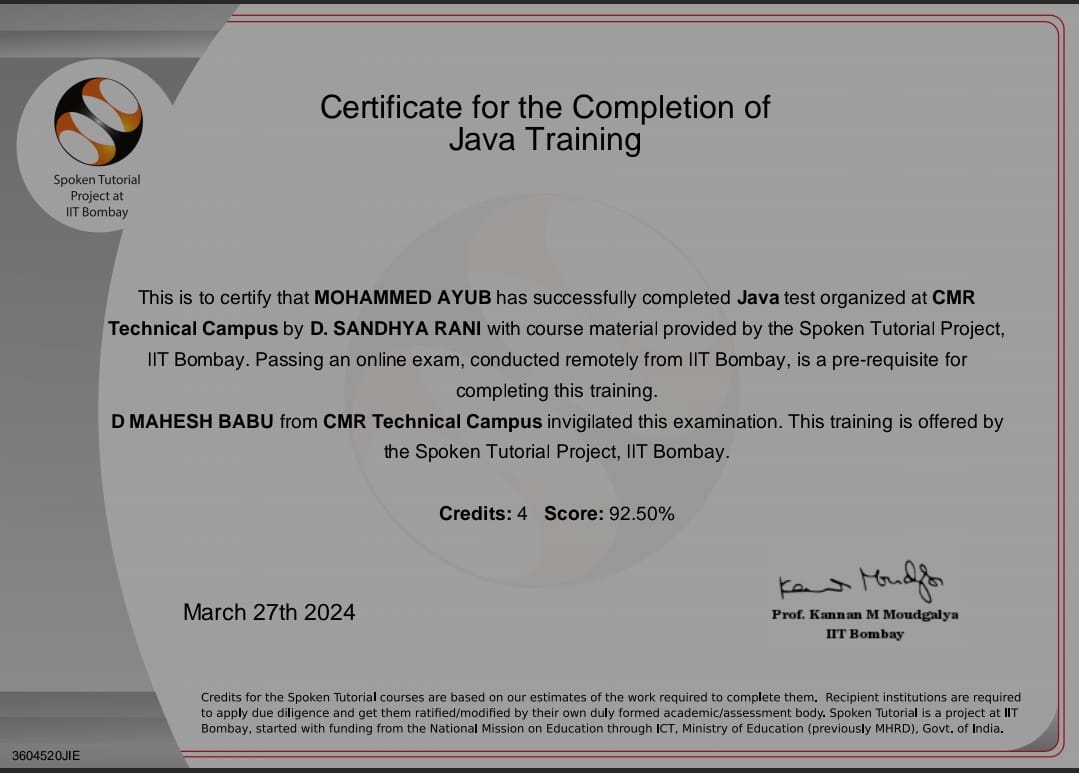 Spoken Tutorial
Project at
IIT Bombay
Certificate for the Completion of
Java Training
This is to certify that MOHAMMED AYUB has successfully completed Java test organized at CMR
Technical Campus by D. SANDHYA RANI with course material provided by the Spoken Tutorial Project,
IIT Bombay. Passing an online exam, conducted remotely from IIT Bombay, is a pre-requisite for
completing this training.
D MAHESH BABU from CMR Technical Campus invigilated this examination. This training is offered by
the Spoken Tutorial Project, IIT Bombay.
Credits: 4 Score: 92.50%
March 27th 2024
Prof. Kannan M Moudgalya
IIT Bombay
Credits for the Spoken Tutorial courses are based on our estimates of the work required to complete them. Recipient institutions are required
to apply due diligence and get them ratified/modified by their own duly formed academic/assessment body. Spoken Tutorial is a project at IIT
Bombay, started with funding from the National Mission on Education through ICT, Ministry of Education (previously MHRD), Govt. of India.
3604520JIE